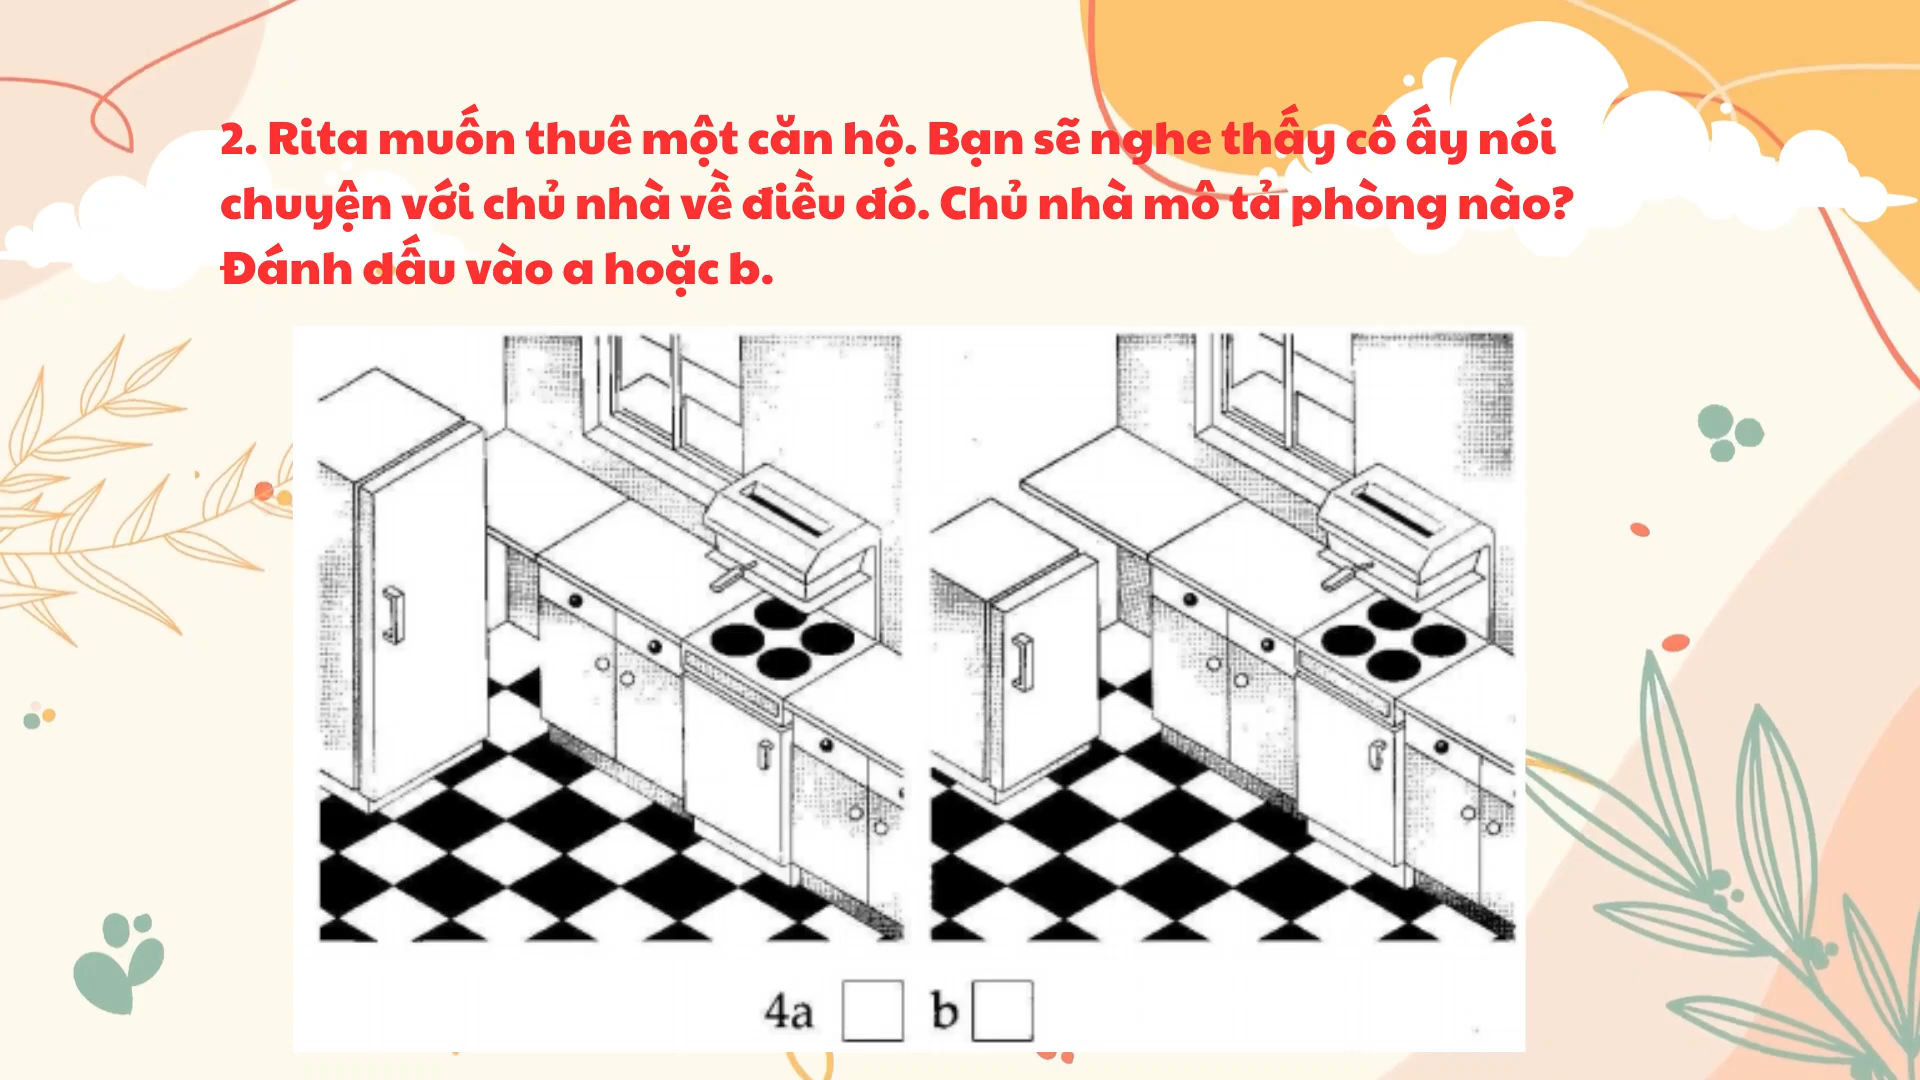 2. Rita muốn thuê một căn hộ. Bạn sẽ nghe thấy cô ấy nói
chuyện với chủ nhà về điều đó. Chủ nhà mô tả phòng nào?
Đánh dấu vào a hoặc b.
4a b